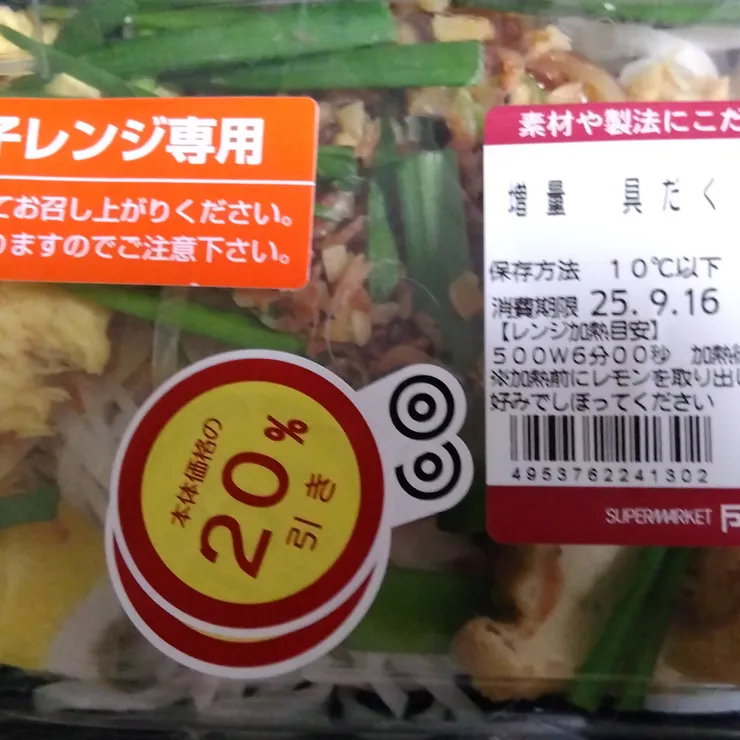 子レンジ専用
てお召し上がりください。
りますのでご注意下さい。
素材や製法にこだ
増量 具だく
保存方法 10℃以下
消費期限 25.9.16
【レンジ加熱目安】
500W6分00秒 加熱
※加熱前にレモンを取り出し
好みでしぼってください
4953762241302
SUPERMARKET
本体価格の
20%
引き